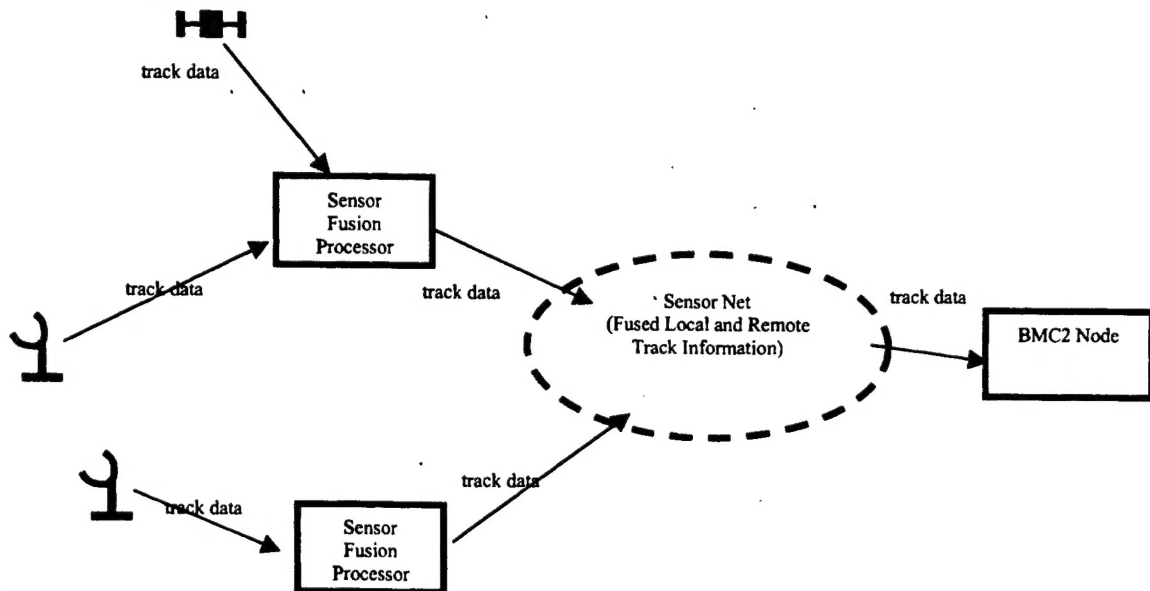 track data
Sensor
Fusion
Processor
track data
track data
Sensor Net
(Fused Local and Remote
Track Information)
track data
BMC2 Node
track data
track data
Sensor
Fusion
Processor